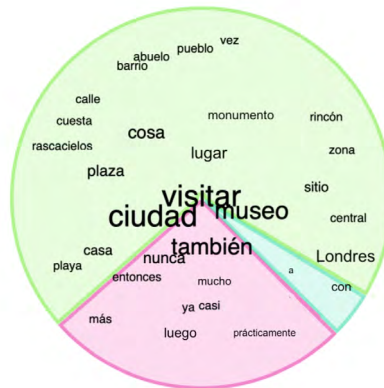 vez
pueblo
abuelo
barrio
calle
monumento
rincón
cuesta
cosa
rascacielos
lugar
zona
plaza
sitio
visitar
museo
ciudad
central
también
casa
nunca
Londres
playa
entonces
a
mucho
con
ya
casi
más
luego
prácticamente